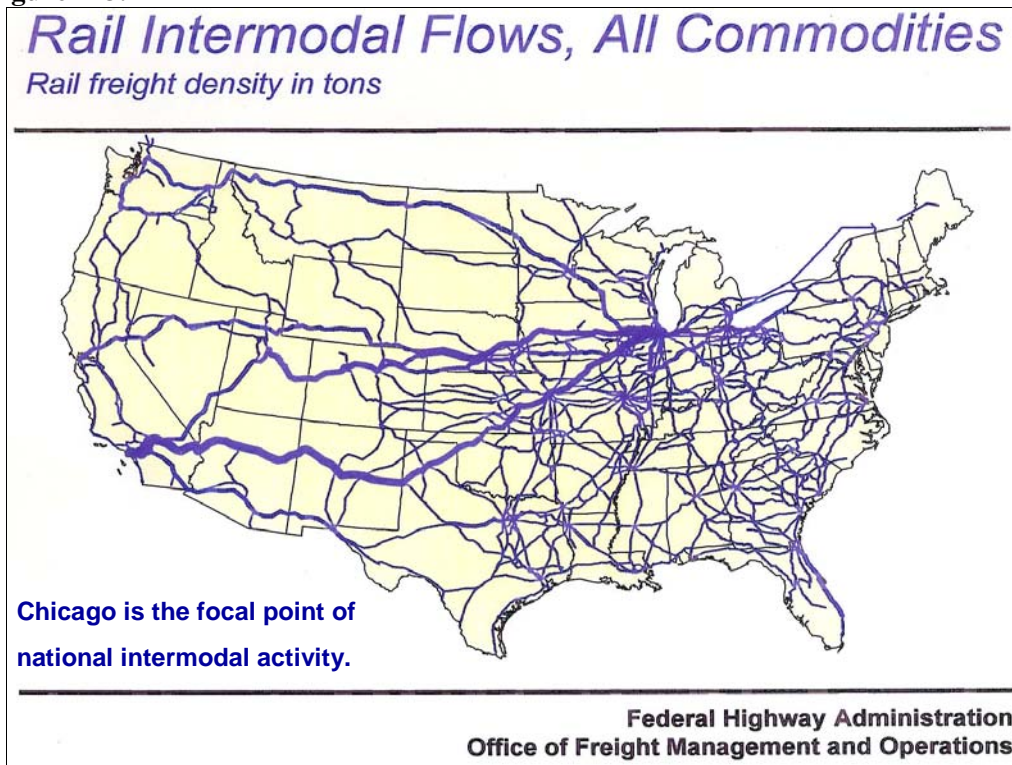 Rail Intermodal Flows, All Commodities
Rail freight density in tons
Chicago is the focal point of
national intermodal activity.
Federal Highway Administration
Office of Freight Management and Operations